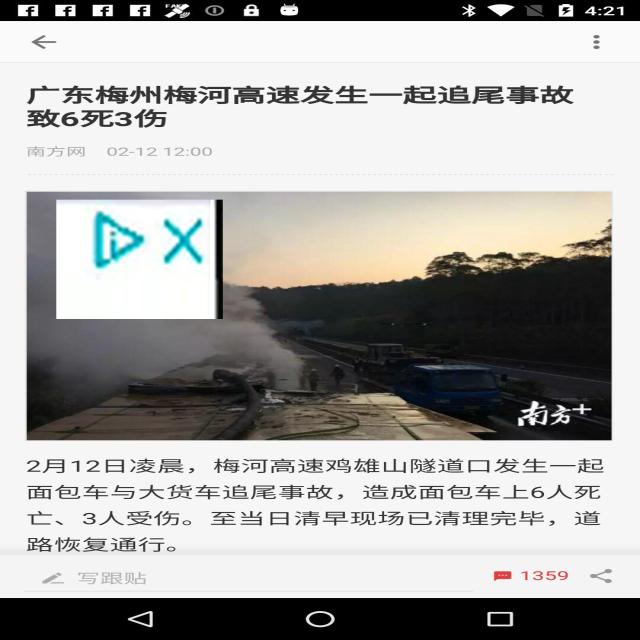 4:21
广东梅州梅河高速发生一起追尾事故
致6死3伤
南方网 02-12 12:00
南方+
2月12日凌晨，梅河高速鸡雄山隧道口发生一起
面包车与大货车追尾事故，造成面包车上6人死
亡、3人受伤。至当日清早现场已清理完毕，道
路恢复通行。
写跟贴 1359